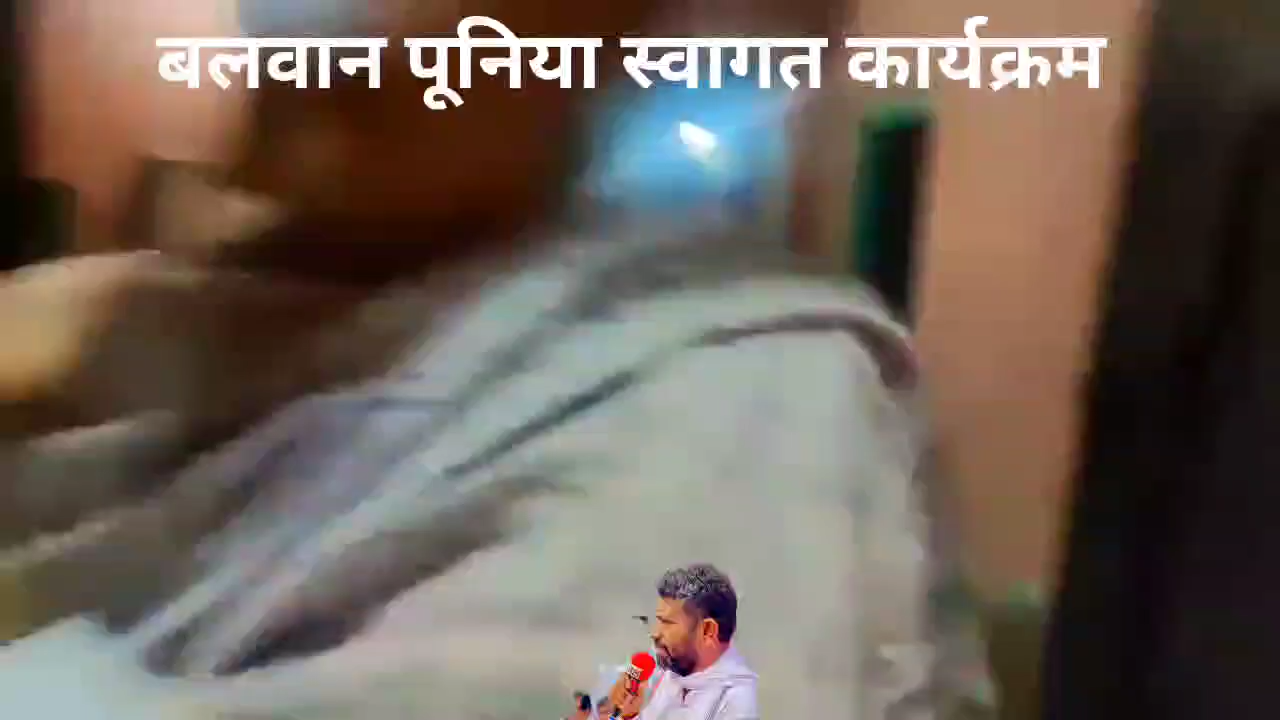 बलवान पूनिया स्वागत कार्यक्रम